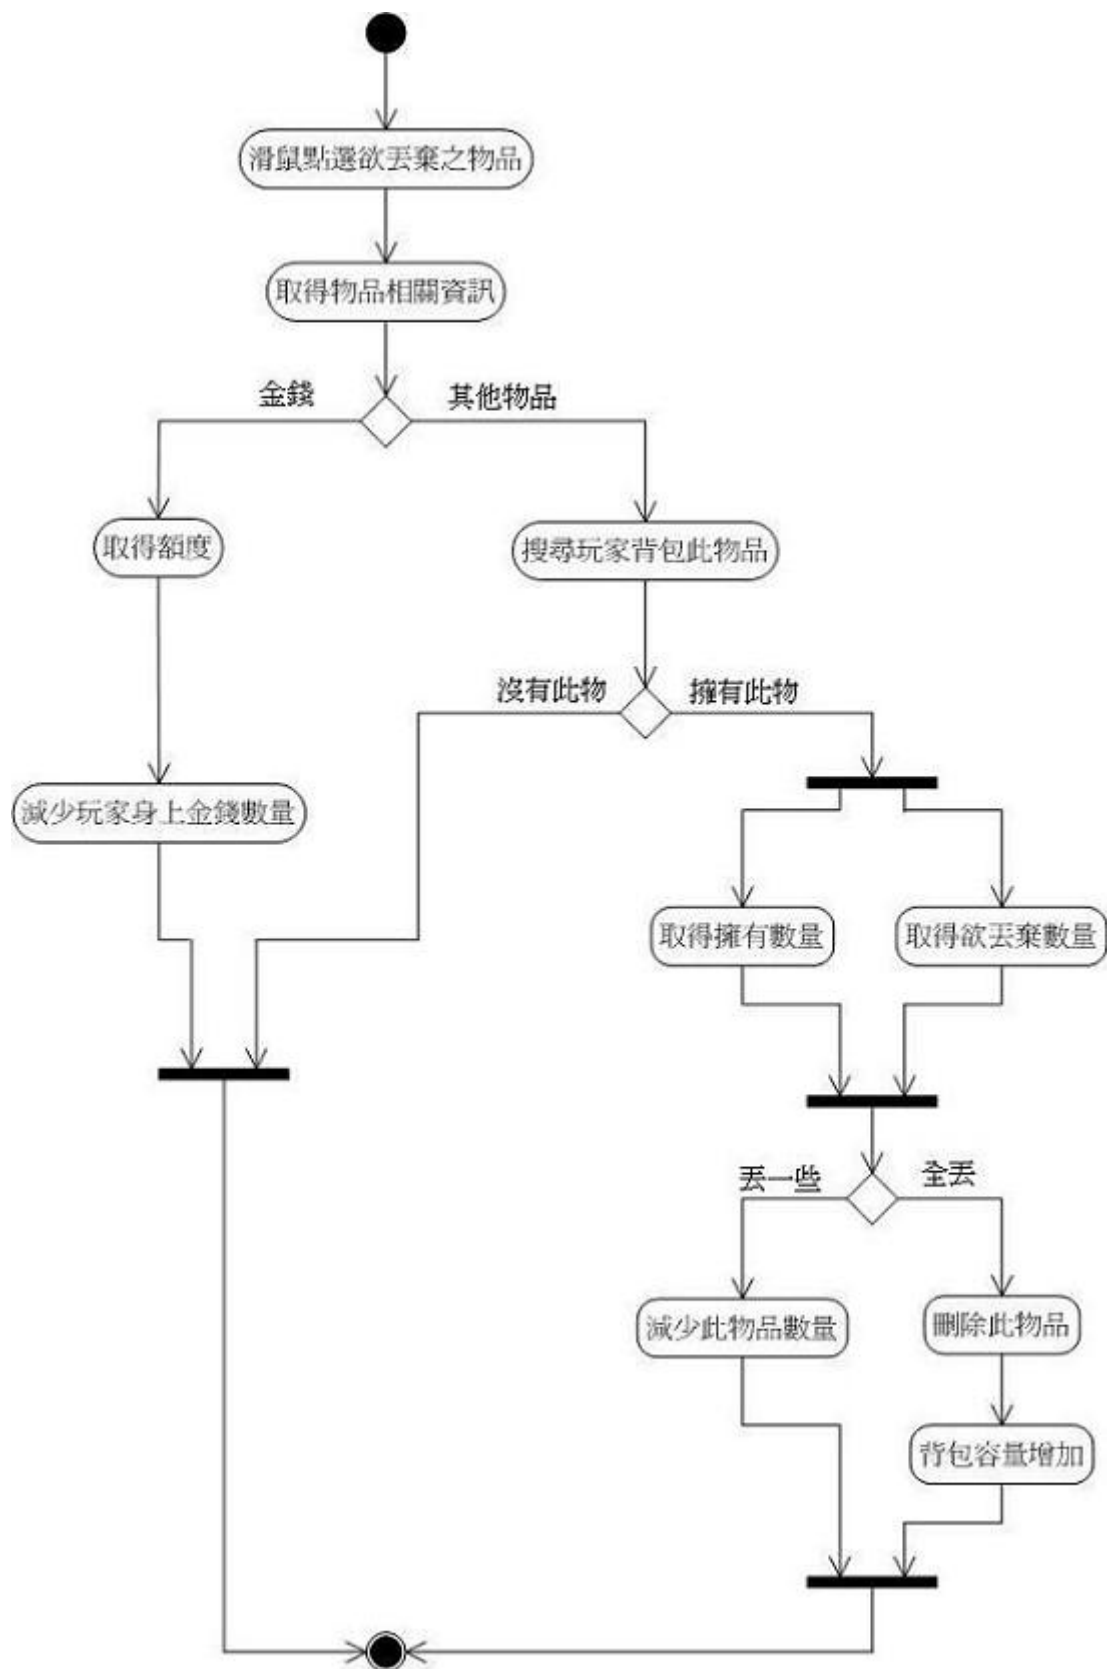 滑鼠點選欲丟棄之物品
取得物品相關資訊
金錢
其他物品
取得額度
搜尋玩家背包此物品
沒有此物
擁有此物
減少玩家身上金錢數量
取得擁有數量
取得欲丟棄數量
丟一些
全丟
減少此物品數量
刪除此物品
背包容量增加